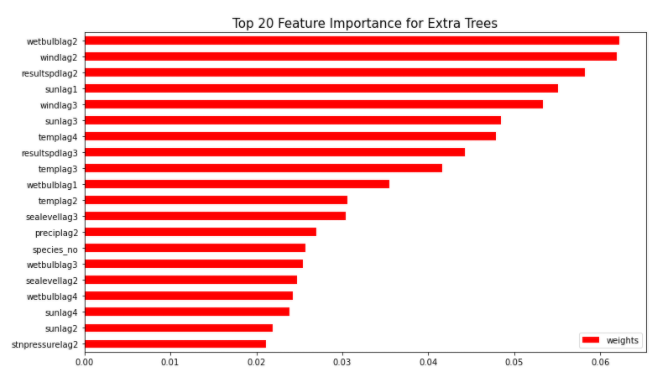 Top 20 Feature Importance for Extra Trees
wetbulblag2
windlag2
resultspdlag2
sunlag1
windlag3
sunlag3
templag4
resultspdlag3
templag3
wetbulblag1
templag2
sealevellag3
preciplag2
species_no
wetbulblag3
sealevellag2
wetbulblag4
sunlag4
sunlag2
stnpressurelag2
weights
0.00 0.01 0.02 0.03 0.04 0.05 0.06